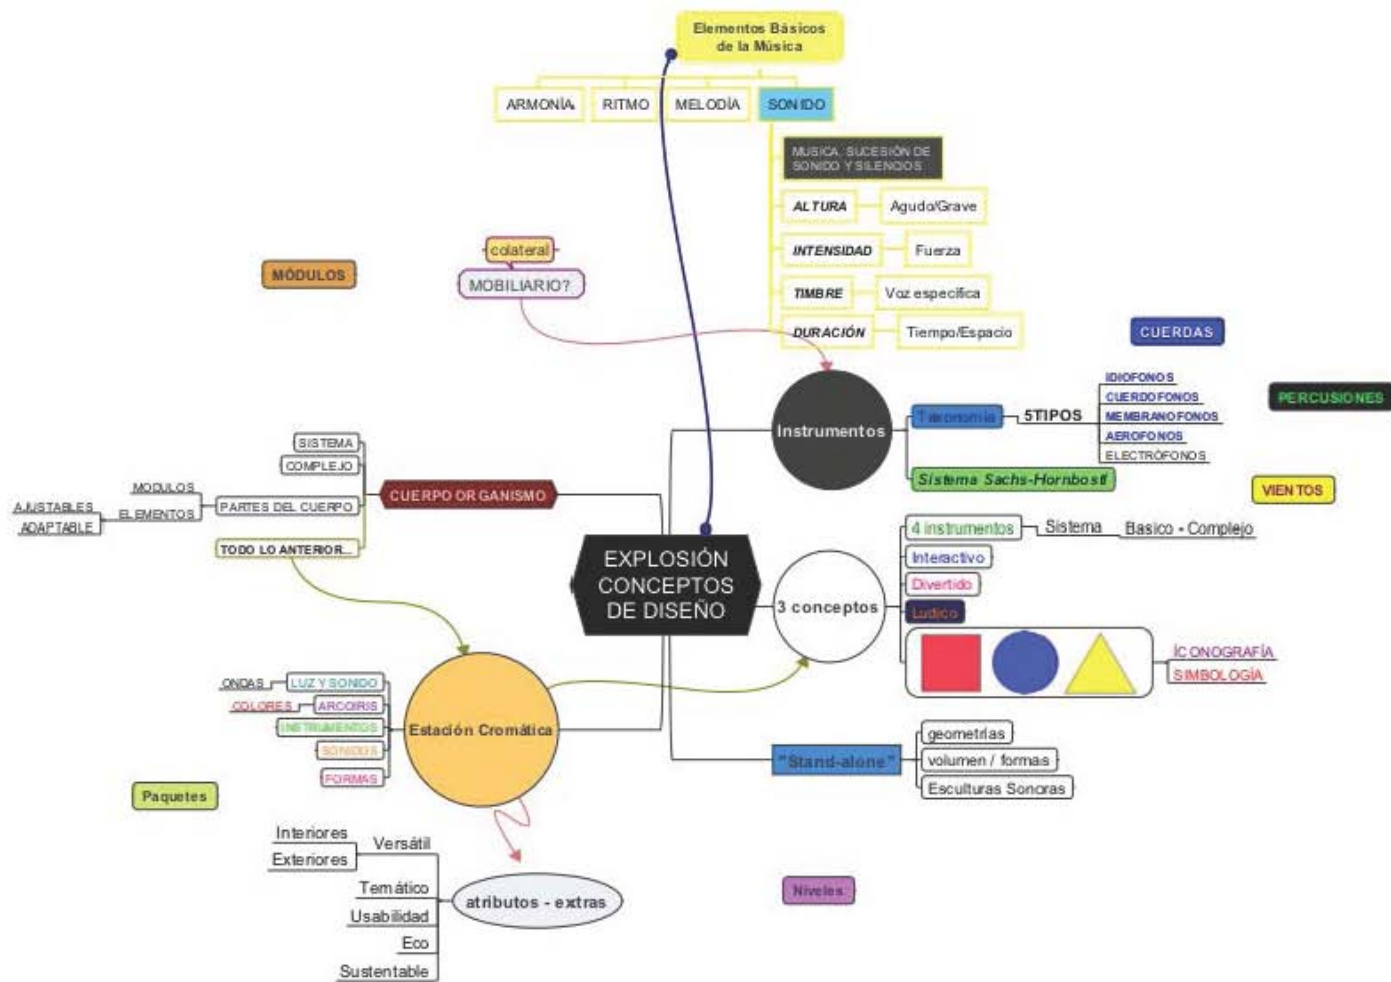 Elementos Básicos
de la Música
ARMONÍA
RITMO
MELODÍA
SONIDO
MUSICA, SUCESIÓN DE
SONIDO Y SILENCIOS
ALTURA
Agudo/Grave
INTENSIDAD
Fuerza
TIMBRE
Voz específica
DURACIÓN
Tiempo/Espacio
colateral
MOBILIARIO?
MÓDULOS
CUERDAS
PERCUSIONES
VIENTOS
Instrumentos
Taxonomía
5TIPOS
IDIOFONOS
CUERDOFONOS
MEMBRANOFONOS
AEROFONOS
ELECTRÓFONOS
Sistema Sachs-Hornbostl
SISTEMA
COMPLEJO
CUERPO ORGANISMO
PARTES DEL CUERPO
MODULOS
ELEMENTOS
AJUSTABLES
ADAPTABLE
TODO LO ANTERIOR...
EXPLOSIÓN
CONCEPTOS
DE DISEÑO
3 conceptos
4 instrumentos
Sistema
Basico - Complejo
Interactivo
Divertido
Ludico
ÍCONOGRAFÍA
SIMBOLOGÍA
Estación Cromática
LUZ Y SONIDO
ONDAS
ARCOIRIS
COLORES
INSTRUMENTOS
SONIDOS
FORMAS
"Stand-alone"
geometrías
volumen / formas
Esculturas Sonoras
Paquetes
Niveles
atributos - extras
Versátil
Interiores
Exteriores
Temático
Usabilidad
Eco
Sustentable